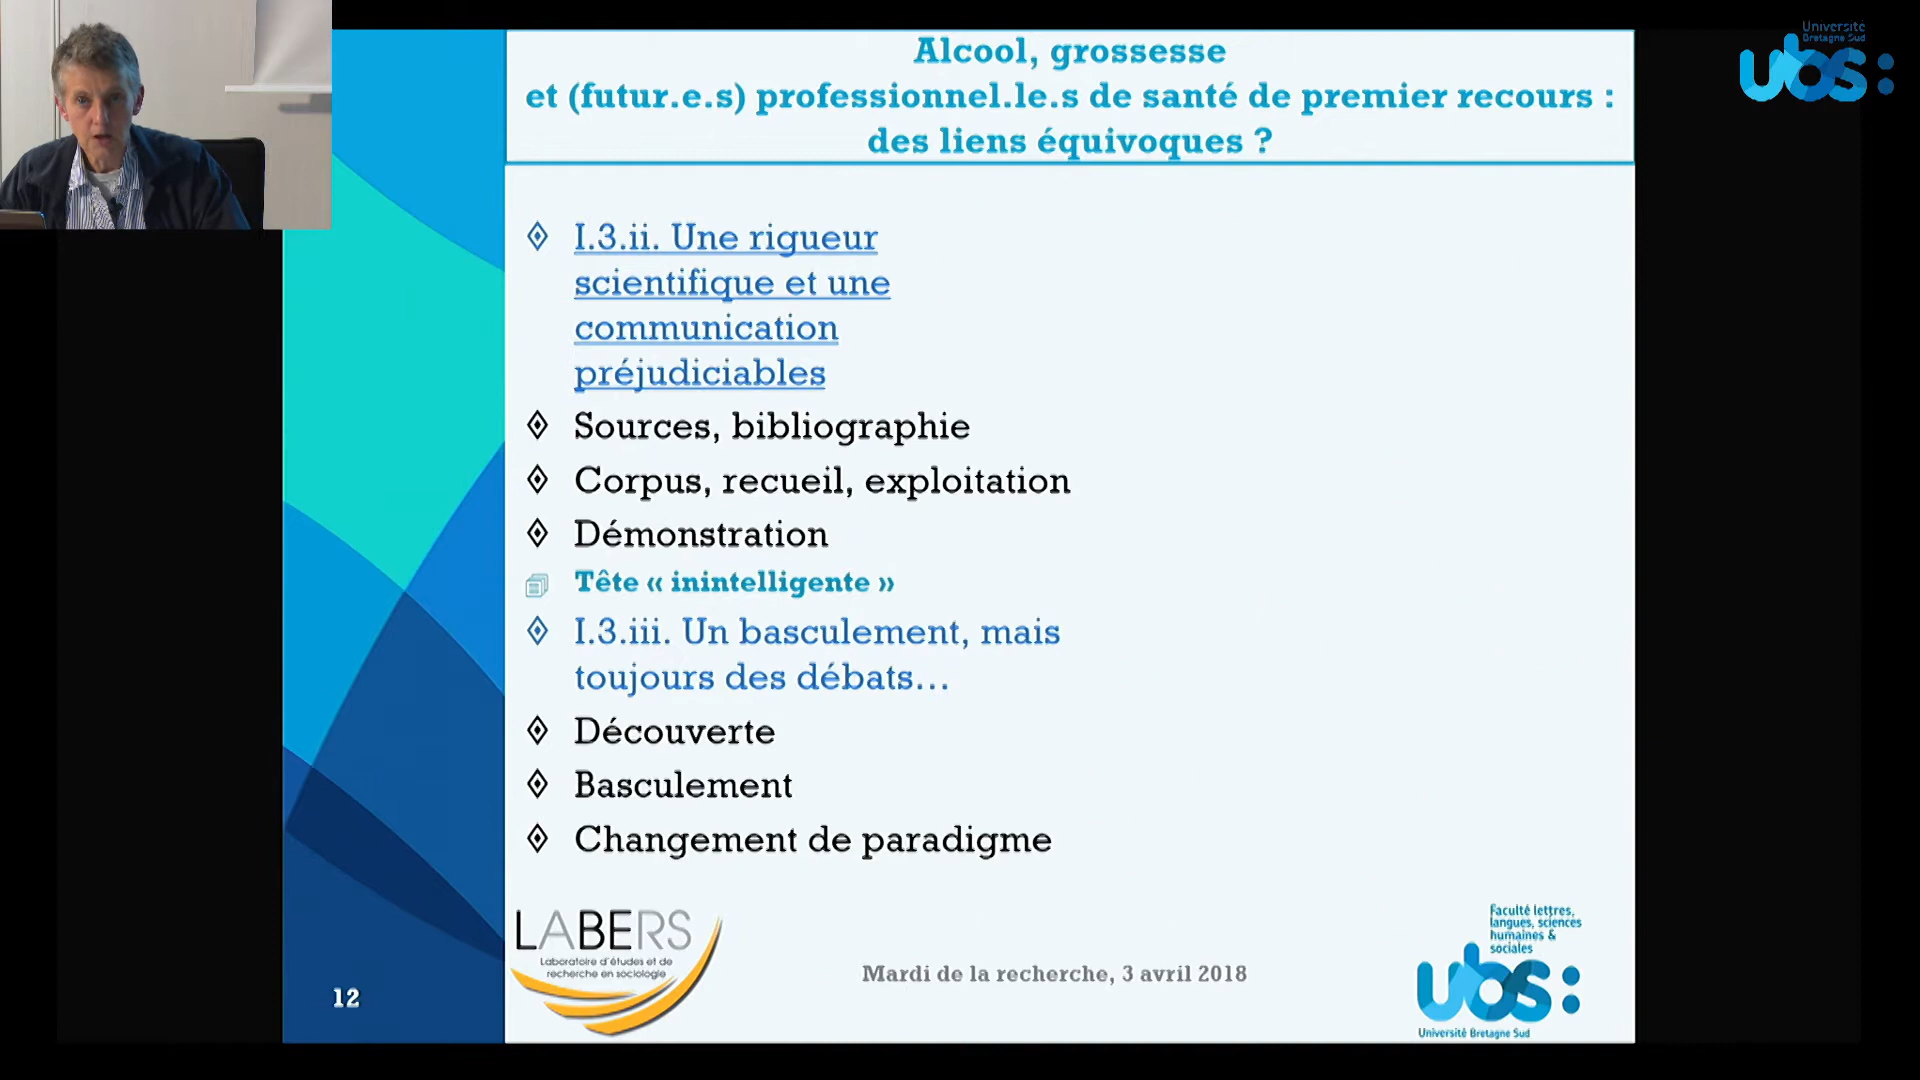 Université
Bretagne Sud
ubs:
Alcool, grossesse
et (futur.e.s) professionnel.le.s de santé de premier recours :
des liens équivoques ?
I.3.ii. Une rigueur
scientifique et une
communication
préjudiciables
Sources, bibliographie
Corpus, recueil, exploitation
Démonstration
Tête « inintelligente »
I.3.iii. Un basculement, mais
toujours des débats…
Découverte
Basculement
Changement de paradigme
LABERS
Laboratoire d'études et de
recherche en sociologie
12
Mardi de la recherche, 3 avril 2018
Faculté lettres,
langues, sciences
humaines &
sociales
ubs:
Université Bretagne Sud